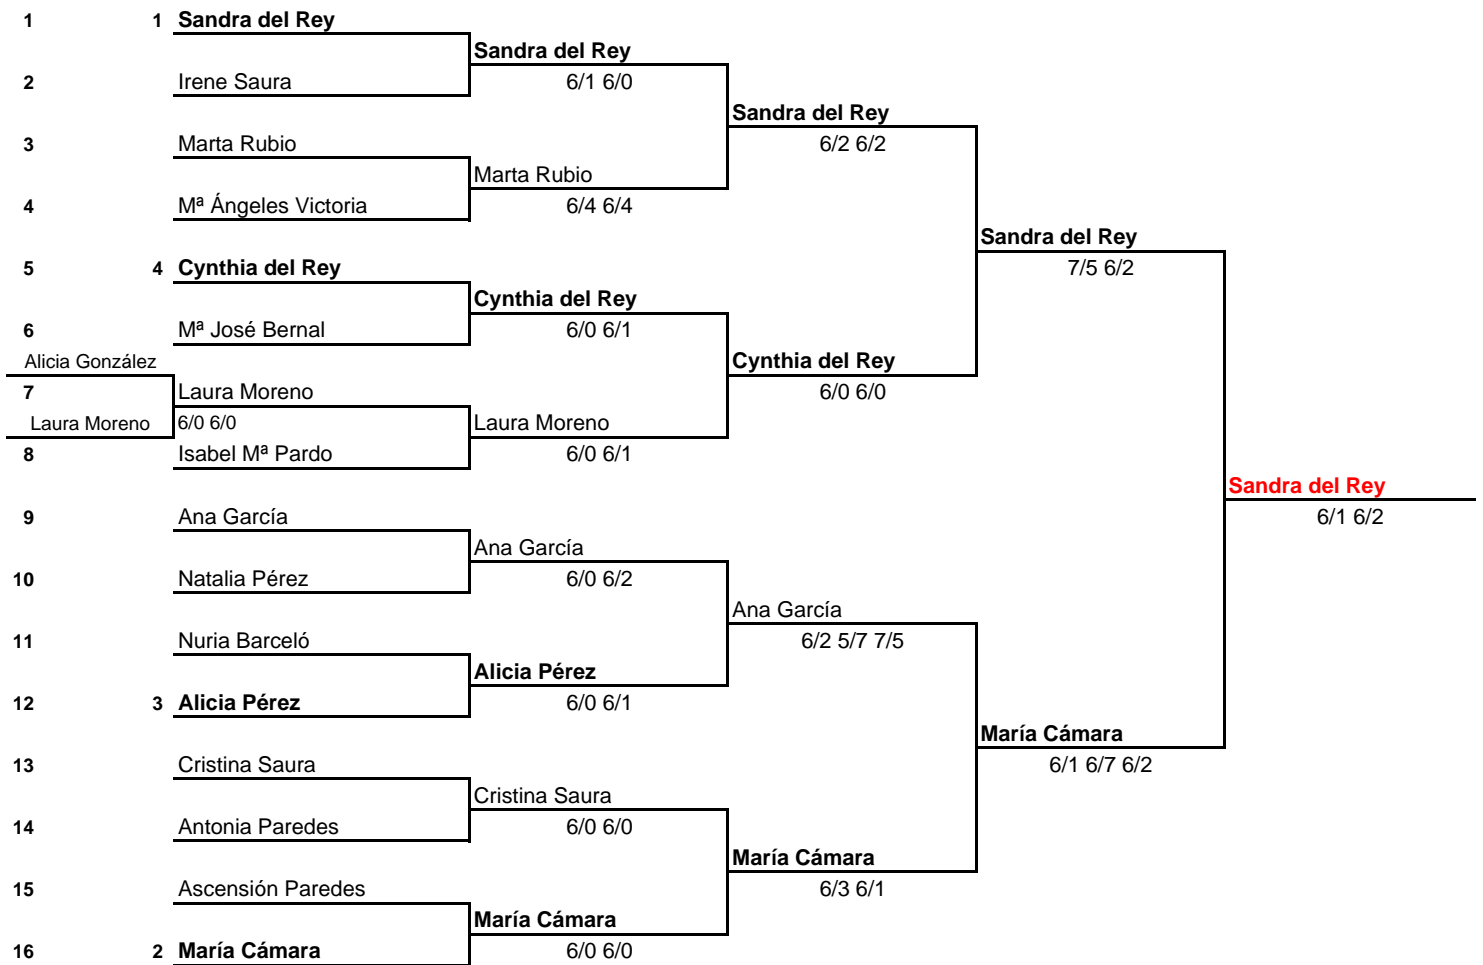 1 1 Sandra del Rey
Sandra del Rey
2 Irene Saura 6/1 6/0
Sandra del Rey
3 Marta Rubio 6/2 6/2
Marta Rubio
4 Mª Ángeles Victoria 6/4 6/4
Sandra del Rey
5 4 Cynthia del Rey 7/5 6/2
Cynthia del Rey
6 Mª José Bernal 6/0 6/1
Alicia González Cynthia del Rey
7 Laura Moreno 6/0 6/0
Laura Moreno 6/0 6/0 Laura Moreno
8 Isabel Mª Pardo 6/0 6/1
Sandra del Rey
9 Ana García 6/1 6/2
Ana García
10 Natalia Pérez 6/0 6/2
Ana García
11 Nuria Barceló 6/2 5/7 7/5
Alicia Pérez
12 3 Alicia Pérez 6/0 6/1
María Cámara
13 Cristina Saura 6/1 6/7 6/2
Cristina Saura
14 Antonia Paredes 6/0 6/0
María Cámara
15 Ascensión Paredes 6/3 6/1
María Cámara
16 2 María Cámara 6/0 6/0